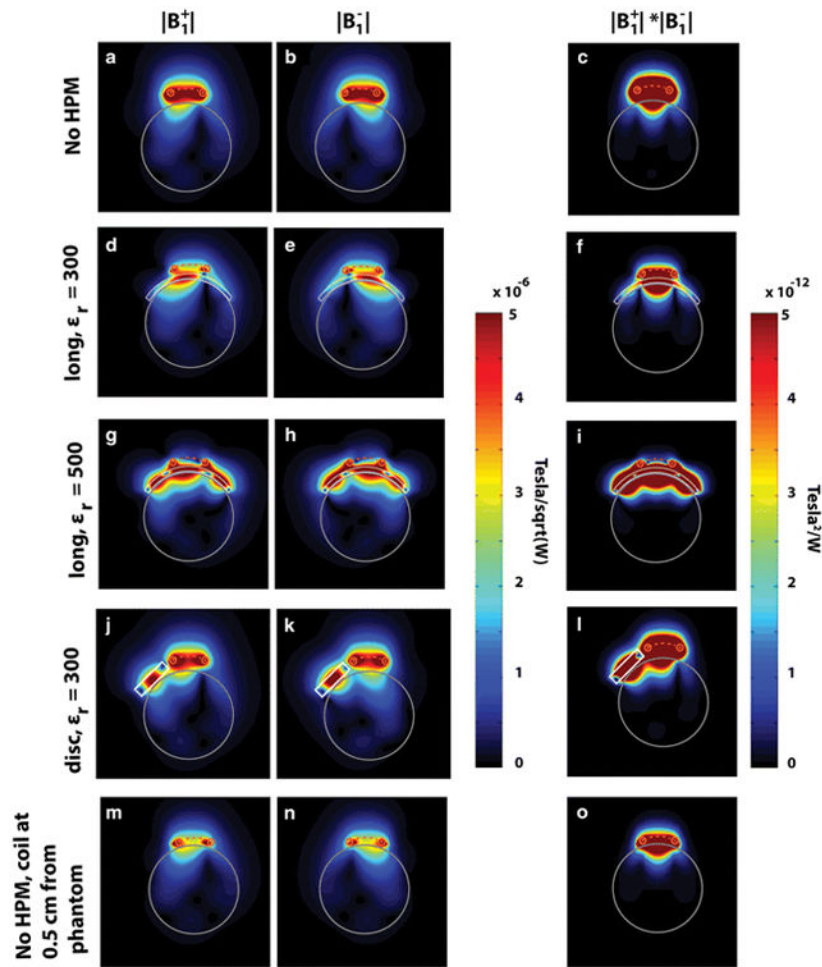 |B₁⁺| |B₁⁻| |B₁⁺| *|B₁⁻|
No HPM
a b c
long, εᵣ = 300
d e f
x 10⁻⁶ x 10⁻¹²
5 5
4 4
3 3
2 2
1 1
0 0
Tesla/sqrt(W)
Tesla²/W
long, εᵣ = 500
g h i
disc, εᵣ = 300
j k l
No HPM, coil at
0.5 cm from
phantom
m n o